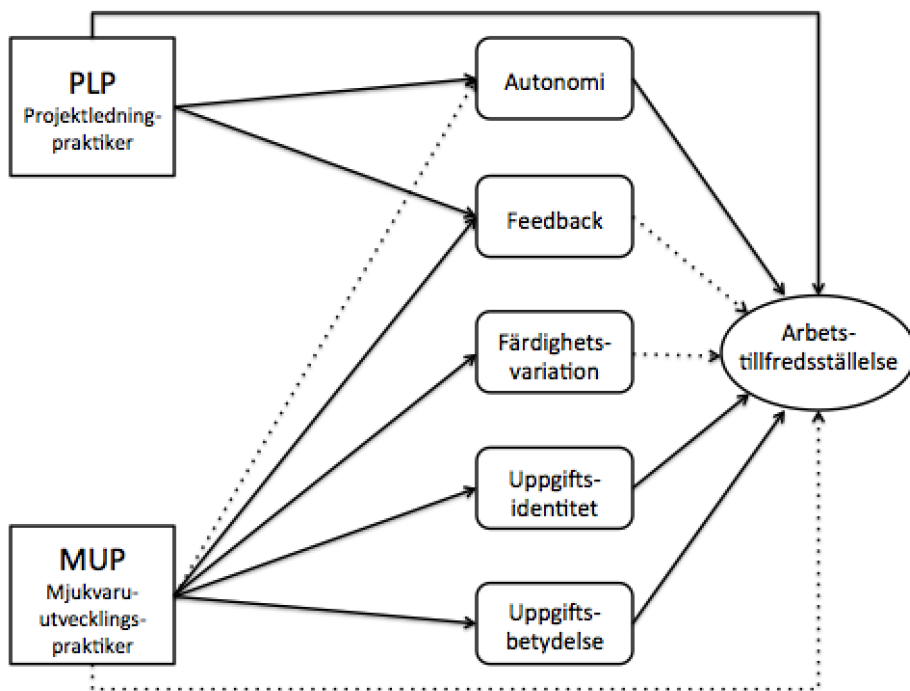 PLP
Projektledning-
praktiker
Autonomi
Feedback
Färdighets-
variation
Arbets-
tillfredsställelse
Uppgifts-
identitet
MUP
Mjukvaru-
utvecklings-
praktiker
Uppgifts-
betydelse